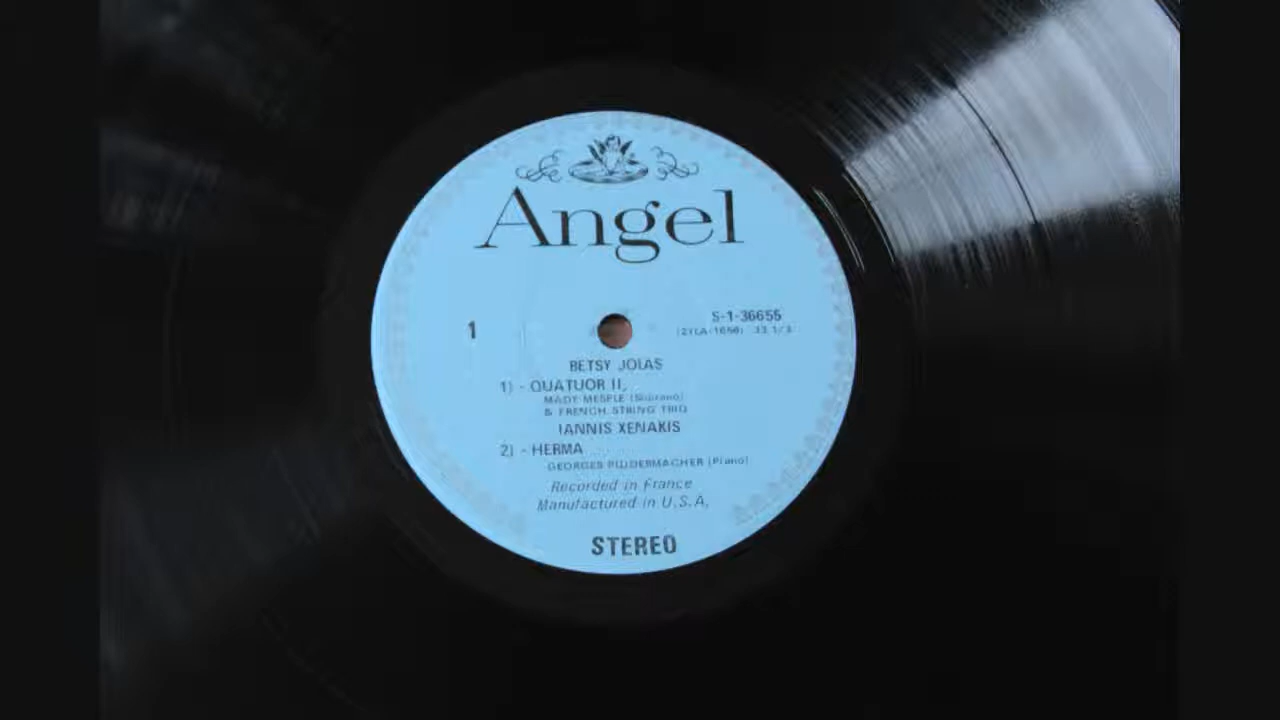 Angel
1
S-1-36655
(2YLA-1656) 33 1/3
BETSY JOLAS
1) - QUATUOR II,
MADY MESPLE (Soprano)
& FRENCH STRING TRIO
IANNIS XENAKIS
2) - HERMA
GEORGES PLUDERMACHER (Piano)
Recorded in France
Manufactured in U.S.A.
STEREO